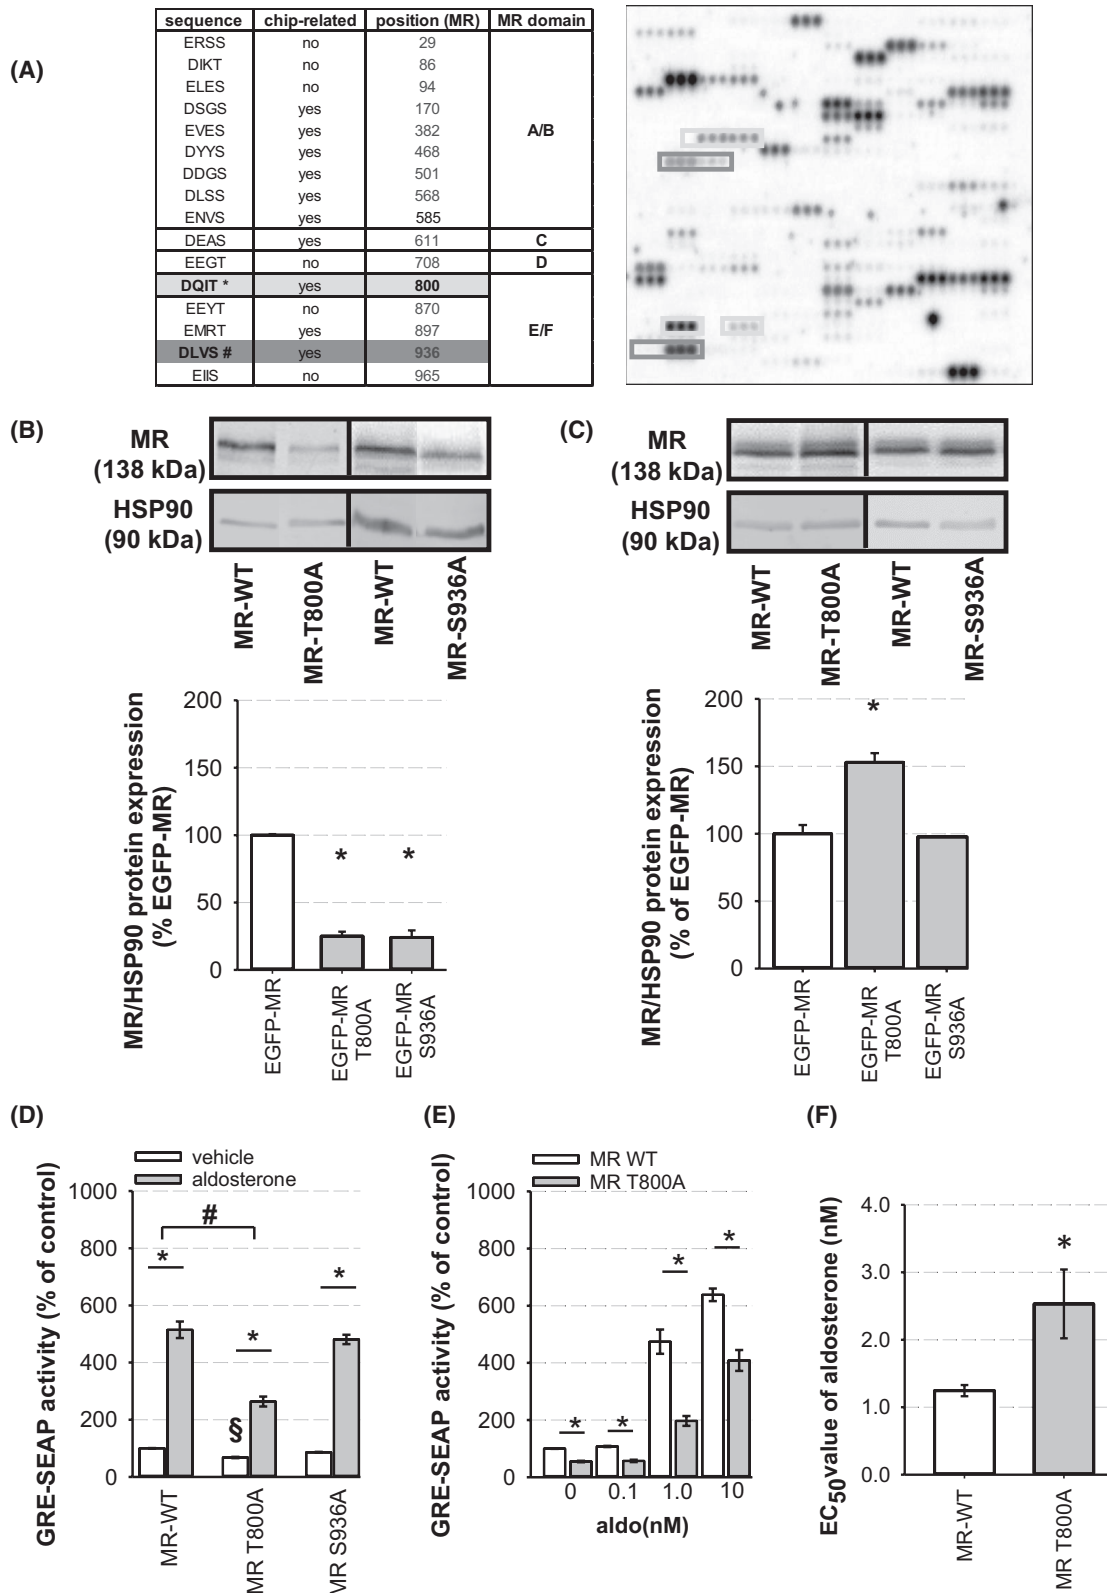 (A)
sequence chip-related position (MR) MR domain
ERSS no 29
DIKT no 86
ELES no 94
DSGS yes 170
EVES yes 382 A/B
DYYS yes 468
DDGS yes 501
DLSS yes 568
ENVS yes 585
DEAS yes 611 C
EEGT no 708 D
DQIT * yes 800
EEYT no 870
EMRT yes 897 E/F
DLVS # yes 936
EIIS no 965
(B)
MR
(138 kDa)
HSP90
(90 kDa)
MR-WT
MR-T800A
MR-WT
MR-S936A
MR/HSP90 protein expression
(% EGFP-MR)
200
150
100
50
0
* *
EGFP-MR
EGFP-MR
T800A
EGFP-MR
S936A
(C)
MR
(138 kDa)
HSP90
(90 kDa)
MR-WT
MR-T800A
MR-WT
MR-S936A
MR/HSP90 protein expression
(% of EGFP-MR)
200
150
100
50
0
*
EGFP-MR
EGFP-MR
T800A
EGFP-MR
S936A
(D)
vehicle
aldosterone
GRE-SEAP activity (% of control)
1000
800
600
400
200
0
#
*
*
*
§
MR-WT
MR T800A
MR S936A
(E)
MR WT
MR T800A
GRE-SEAP activity (% of control)
1000
800
600
400
200
0
* * * *
0 0.1 1.0 10
aldo(nM)
(F)
EC50 value of aldosterone (nM)
4.0
3.0
2.0
1.0
0.0
*
MR-WT
MR T800A